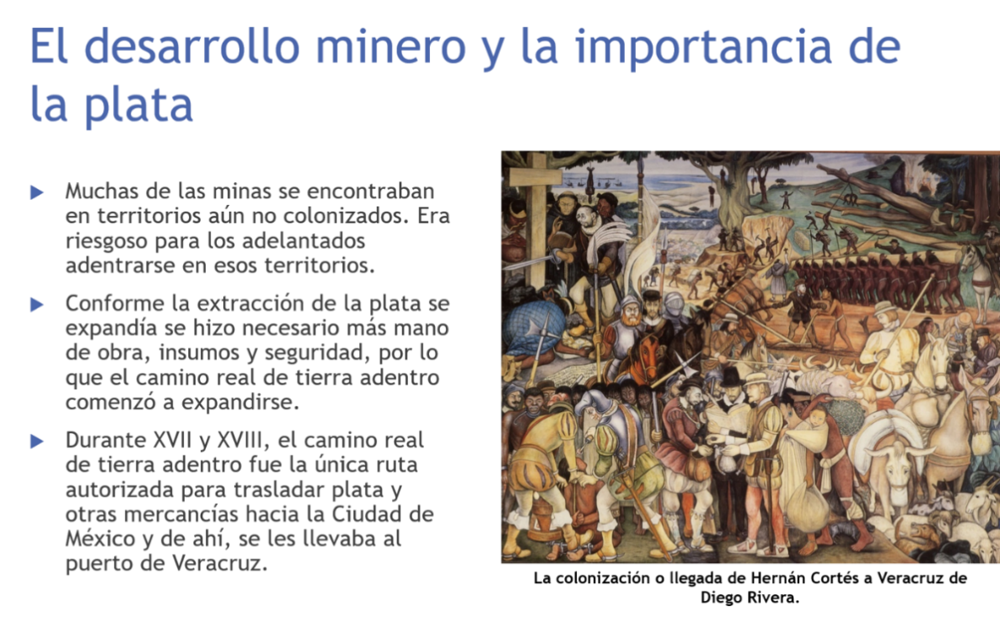 El desarrollo minero y la importancia de
la plata
Muchas de las minas se encontraban
en territorios aún no colonizados. Era
riesgoso para los adelantados
adentrarse en esos territorios.
Conforme la extracción de la plata se
expandía se hizo necesario más mano
de obra, insumos y seguridad, por lo
que el camino real de tierra adentro
comenzó a expandirse.
Durante XVII y XVIII, el camino real
de tierra adentro fue la única ruta
autorizada para trasladar plata y
otras mercancías hacia la Ciudad de
México y de ahí, se les llevaba al
puerto de Veracruz.
La colonización o llegada de Hernán Cortés a Veracruz de
Diego Rivera.